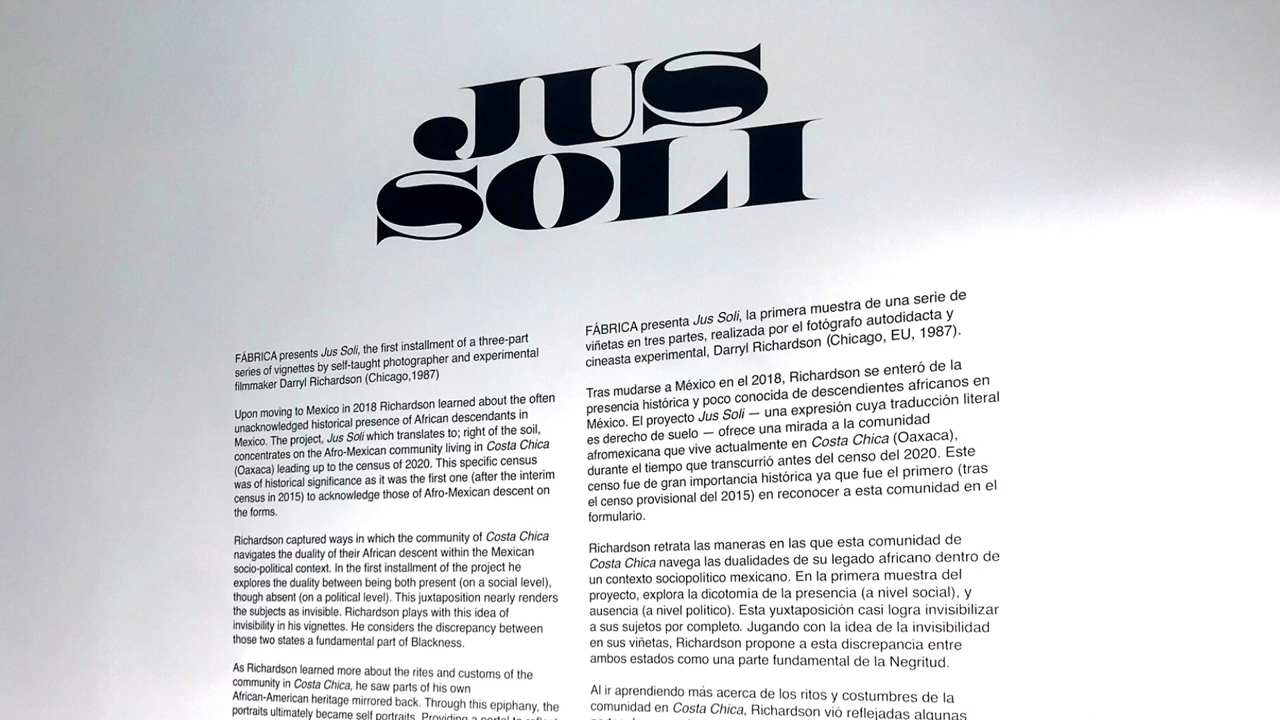 JUS
SOLI
FÁBRICA presents Jus Soli, the first installment of a three-part
series of vignettes by self-taught photographer and experimental
filmmaker Darryl Richardson (Chicago,1987)
Upon moving to Mexico in 2018 Richardson learned about the often
unacknowledged historical presence of African descendants in
Mexico. The project, Jus Soli which translates to; right of the soil,
concentrates on the Afro-Mexican community living in Costa Chica
(Oaxaca) leading up to the census of 2020. This specific census
was of historical significance as it was the first one (after the interim
census in 2015) to acknowledge those of Afro-Mexican descent on
the forms.
Richardson captured ways in which the community of Costa Chica
navigates the duality of their African descent within the Mexican
socio-political context. In the first installment of the project he
explores the duality between being both present (on a social level),
though absent (on a political level). This juxtaposition nearly renders
the subjects as invisible. Richardson plays with this idea of
invisibility in his vignettes. He considers the discrepancy between
those two states a fundamental part of Blackness.
As Richardson learned more about the rites and customs of the
community in Costa Chica, he saw parts of his own
African-American heritage mirrored back. Through this epiphany, the
portraits ultimately became self portraits. Providing a portal to reflect
FÁBRICA presenta Jus Soli, la primera muestra de una serie de
viñetas en tres partes, realizada por el fotógrafo autodidacta y
cineasta experimental, Darryl Richardson (Chicago, EU, 1987).
Tras mudarse a México en el 2018, Richardson se enteró de la
presencia histórica y poco conocida de descendientes africanos en
México. El proyecto Jus Soli — una expresión cuya traducción literal
es derecho de suelo — ofrece una mirada a la comunidad
afromexicana que vive actualmente en Costa Chica (Oaxaca),
durante el tiempo que transcurrió antes del censo del 2020. Este
censo fue de gran importancia histórica ya que fue el primero (tras
el censo provisional del 2015) en reconocer a esta comunidad en el
formulario.
Richardson retrata las maneras en las que esta comunidad de
Costa Chica navega las dualidades de su legado africano dentro de
un contexto sociopolítico mexicano. En la primera muestra del
proyecto, explora la dicotomía de la presencia (a nivel social), y
ausencia (a nivel político). Esta yuxtaposición casi logra invisibilizar
a sus sujetos por completo. Jugando con la idea de la invisibilidad
en sus viñetas, Richardson propone a esta discrepancia entre
ambos estados como una parte fundamental de la Negritud.
Al ir aprendiendo más acerca de los ritos y costumbres de la
comunidad en Costa Chica, Richardson vió reflejadas algunas